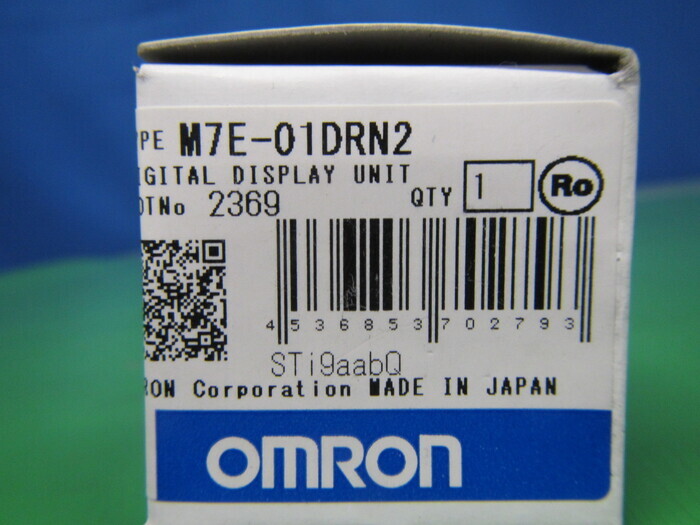 YPE M7E-01DRN2
IGITAL DISPLAY UNIT
OTNo 2369 QTY 1 Ro
4 536853 702793
STi9aabQ
RON Corporation MADE IN JAPAN
OMRON